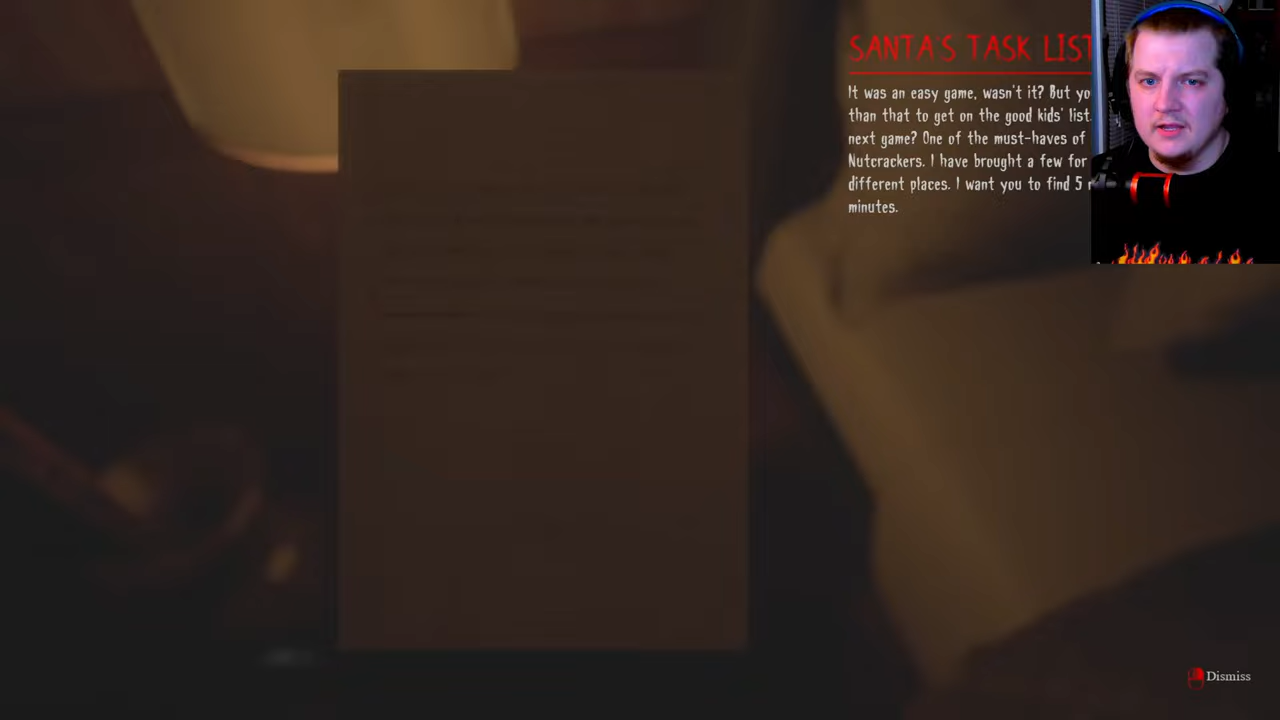 SANTA'S TASK LIST
It was an easy game, wasn't it? But yo
than that to get on the good kids' list.
next game? One of the must-haves of
Nutcrackers. I have brought a few for
different places. I want you to find 5
minutes.
Dismiss